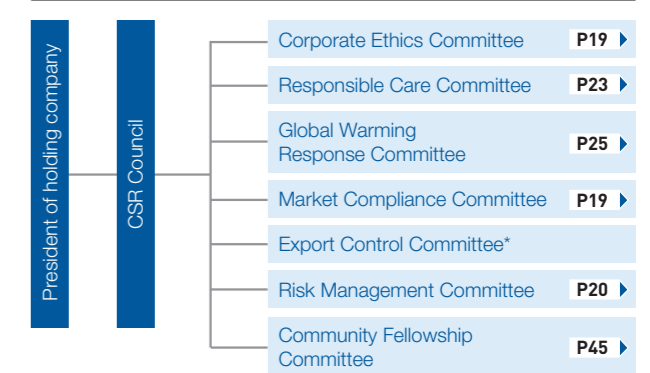 President of holding company
CSR Council
Corporate Ethics Committee P19
Responsible Care Committee P23
Global Warming
Response Committee P25
Market Compliance Committee P19
Export Control Committee*
Risk Management Committee P20
Community Fellowship
Committee P45